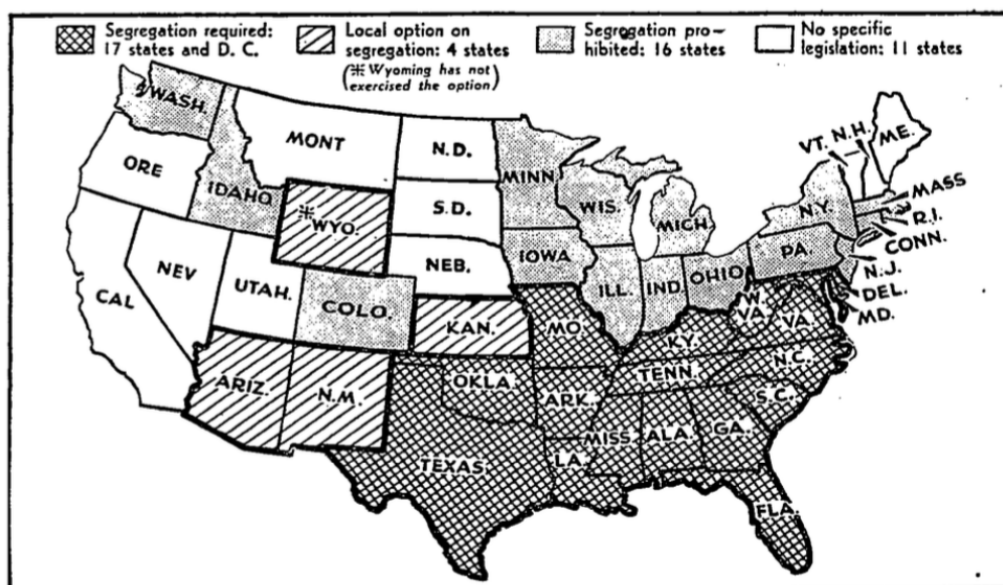 Segregation required:
17 states and D. C.
Local option on
segregation: 4 states
(※Wyoming has not
exercised the option)
Segregation pro-
hibited: 16 states
No specific
legislation: 11 states
WASH.
ORE
CAL
NEV
IDAHO
MONT
※WYO.
UTAH.
COLO.
ARIZ.
N.M.
N.D.
S.D.
NEB.
KAN.
OKLA.
TEXAS.
MINN
IOWA
MO.
ARK.
LA.
WIS.
ILL.
MICH.
IND.
OHIO
KY.
TENN.
MISS.
ALA.
GA.
FLA.
S.C.
N.C.
VA.
W.
VA.
PA.
N.Y.
VT.
N.H.
ME.
MASS
R.I.
CONN.
N.J.
DEL.
MD.